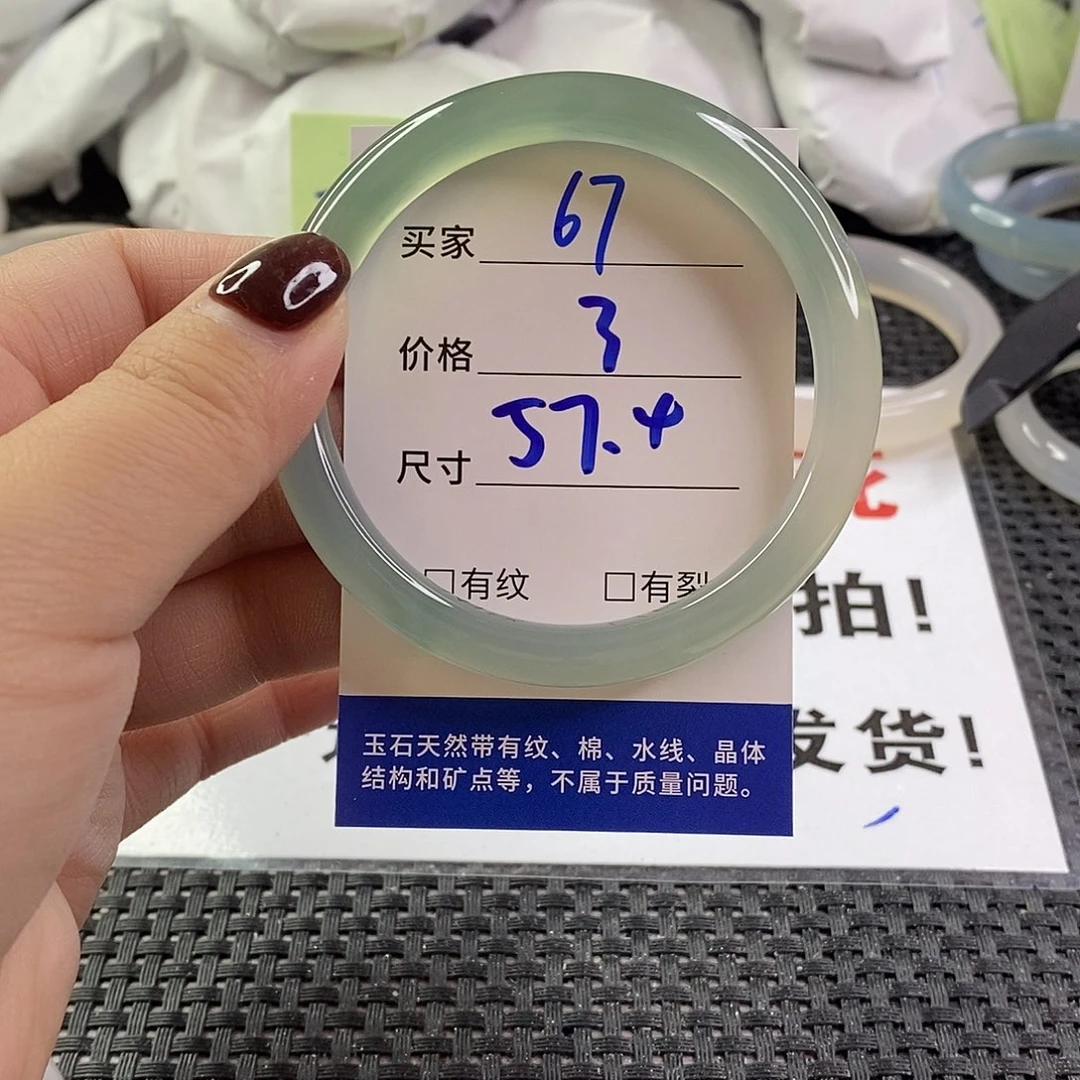 买家 67
价格 3
尺寸 57.4
□有纹 □有裂
玉石天然带有纹、棉、水线、晶体
结构和矿点等，不属于质量问题。
拍！
发货！